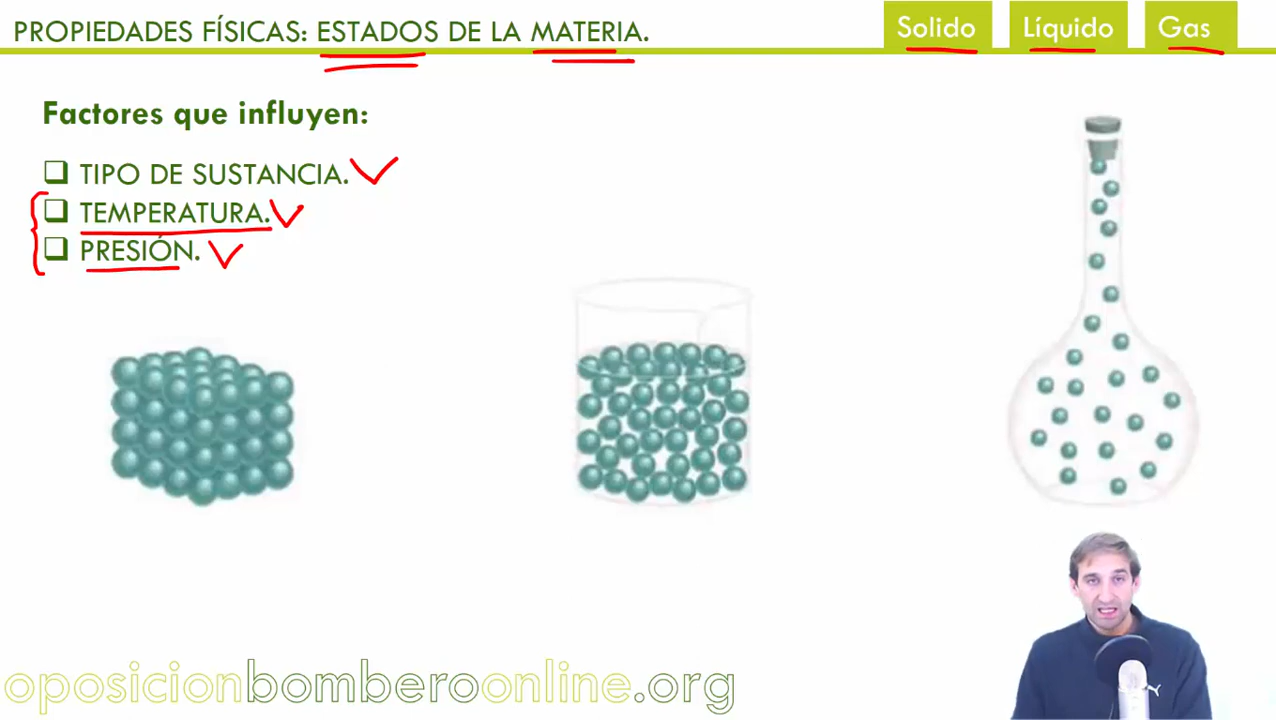 PROPIEDADES FÍSICAS: ESTADOS DE LA MATERIA.
Solido
Líquido
Gas
Factores que influyen:
TIPO DE SUSTANCIA.
TEMPERATURA.
PRESIÓN.
oposicionbomberoonline.org